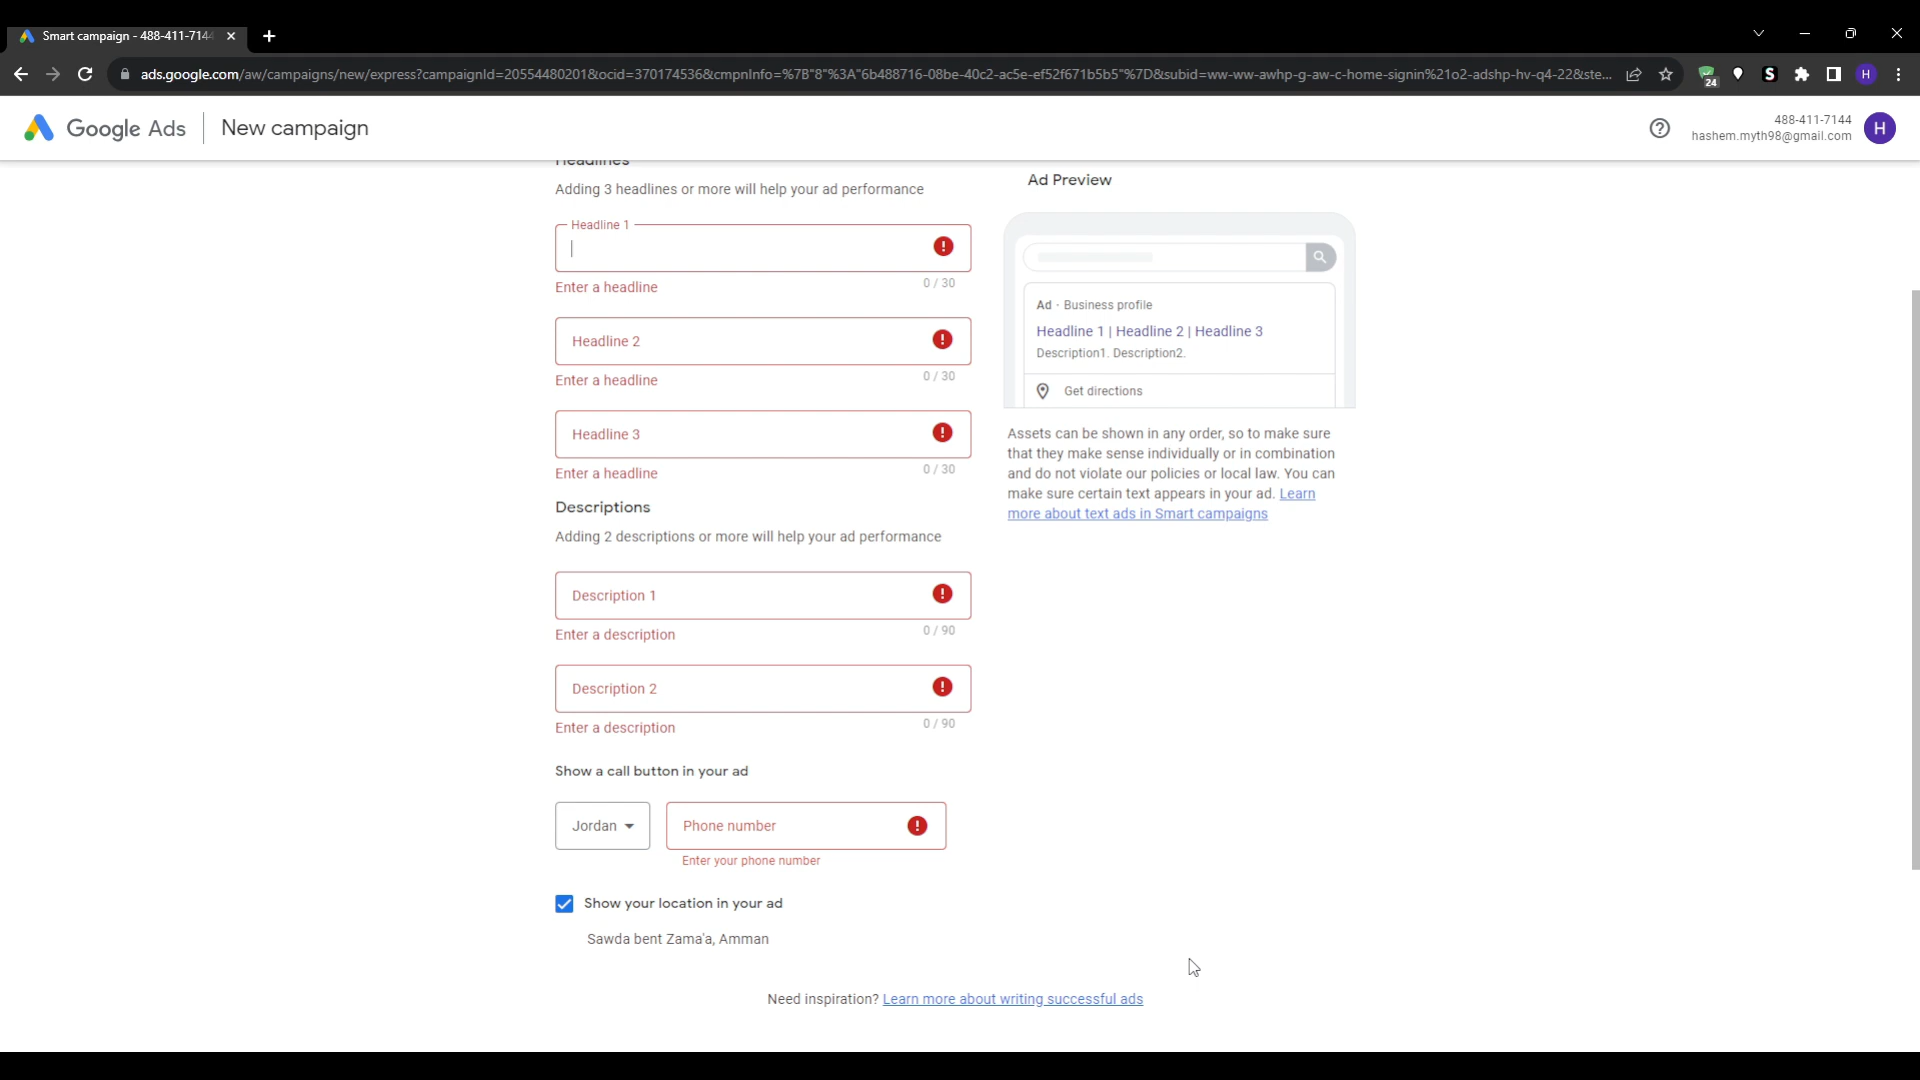 Smart campaign - 488-411-7144
ads.google.com/aw/campaigns/new/express?campaignId=20554480201&ocid=370174536&cmpnInfo=%7B"8"%3A"6b488716-08be-40c2-ac5e-ef52f671b5b5"%7D&subid=ww-ww-awhp-g-aw-c-home-signin%21o2-adshp-hv-q4-22&ste...
24
S
H
Google Ads
New campaign
488-411-7144
hashem.myth98@gmail.com
H
Headlines
Adding 3 headlines or more will help your ad performance
Headline 1
Enter a headline 0 / 30
Headline 2
Enter a headline 0 / 30
Headline 3
Enter a headline 0 / 30
Descriptions
Adding 2 descriptions or more will help your ad performance
Description 1
Enter a description 0 / 90
Description 2
Enter a description 0 / 90
Show a call button in your ad
Jordan Phone number
Enter your phone number
Show your location in your ad
Sawda bent Zama'a, Amman
Ad Preview
Ad · Business profile
Headline 1 | Headline 2 | Headline 3
Description1. Description2.
Get directions
Assets can be shown in any order, so to make sure
that they make sense individually or in combination
and do not violate our policies or local law. You can
make sure certain text appears in your ad. Learn
more about text ads in Smart campaigns
Need inspiration? Learn more about writing successful ads